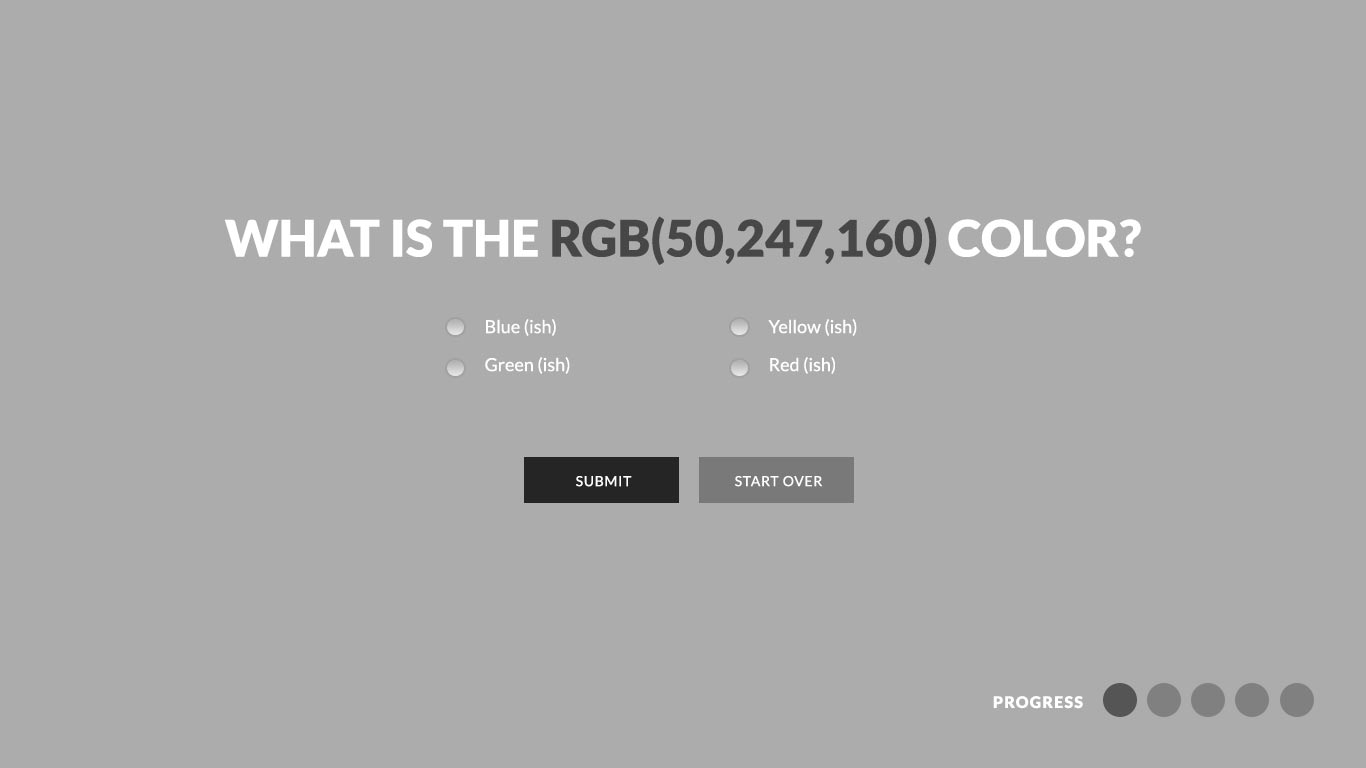 WHAT IS THE RGB(50,247,160) COLOR?
Blue (ish)
Yellow (ish)
Green (ish)
Red (ish)
SUBMIT
START OVER
PROGRESS